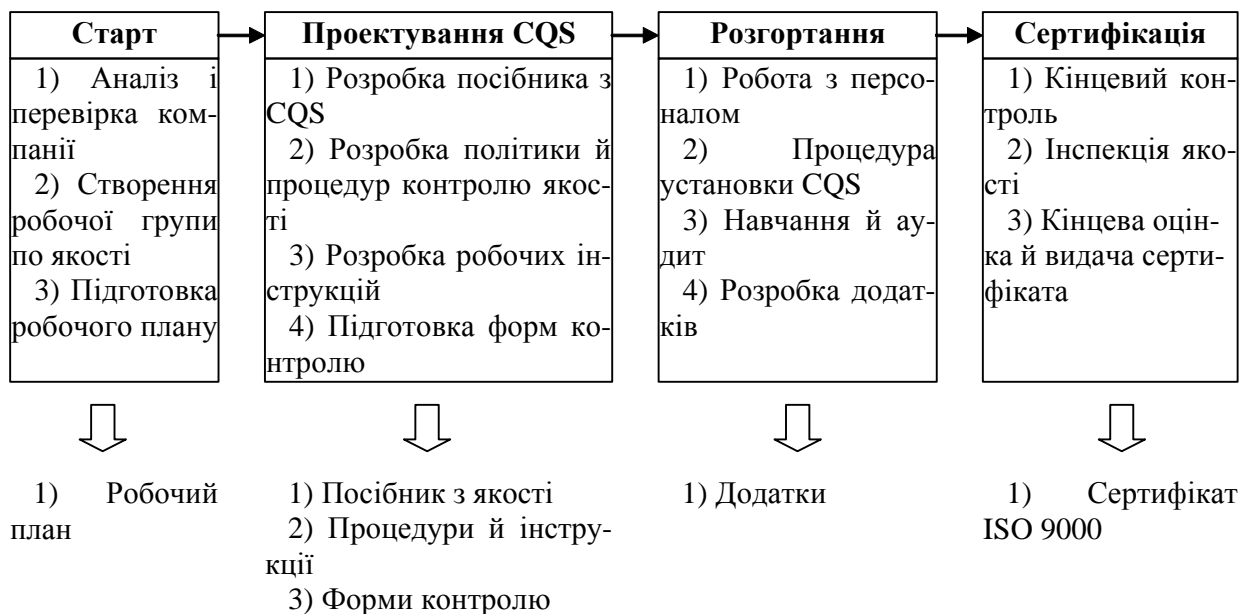 Старт
1) Аналіз і
перевірка ком-
панії
2) Створення
робочої групи
по якості
3) Підготовка
робочого плану
1) Робочий
план
Проектування CQS
1) Розробка посібника з
CQS
2) Розробка політики й
процедур контролю якос-
ті
3) Розробка робочих ін-
струкцій
4) Підготовка форм ко-
нтролю
1) Посібник з якості
2) Процедури й інстру-
кції
3) Форми контролю
Розгортання
1) Робота з персо-
налом
2) Процедура
установки CQS
3) Навчання й ау-
дит
4) Розробка додат-
ків
1) Додатки
Сертифікація
1) Кінцевий кон-
троль
2) Інспекція яко-
сті
3) Кінцева оцін-
ка й видача серти-
фіката
1) Сертифікат
ISO 9000